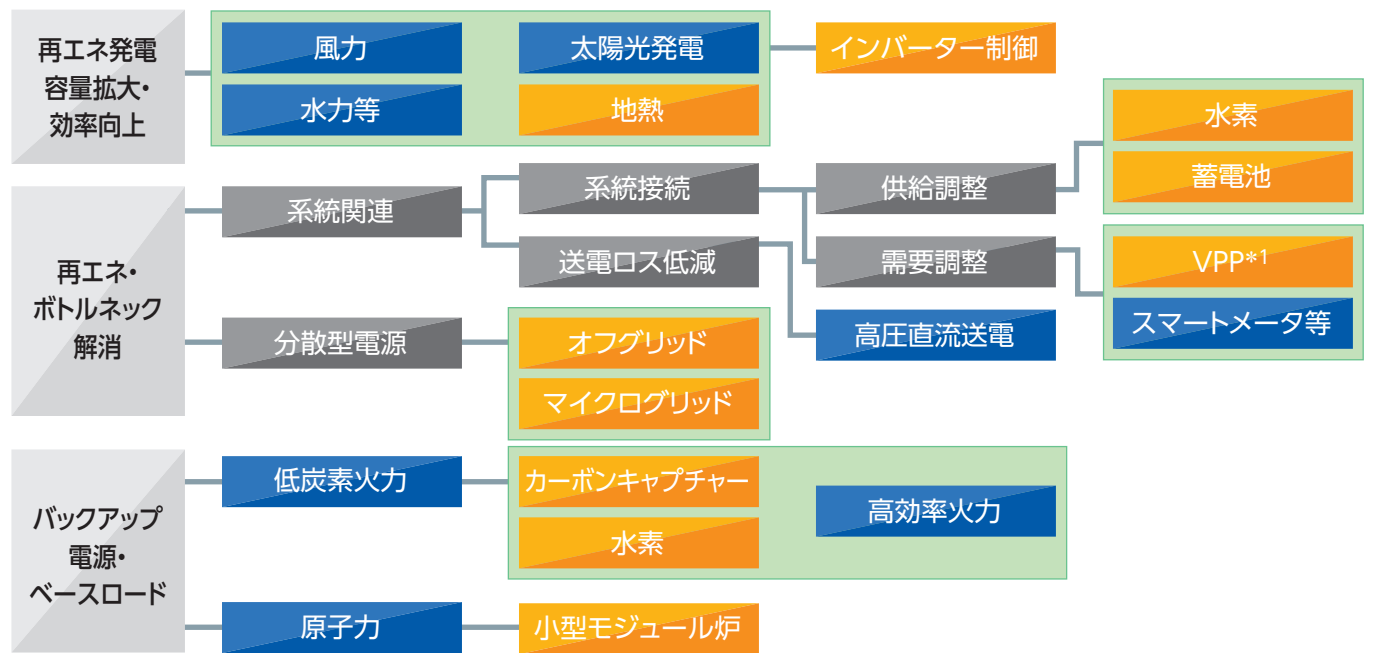 再エネ発電
容量拡大・
効率向上
風力
太陽光発電
インバーター制御
水力等
地熱
水素
蓄電池
再エネ・
ボトルネック
解消
系統関連
系統接続
供給調整
送電ロス低減
需要調整
VPP*1
スマートメータ等
高圧直流送電
分散型電源
オフグリッド
マイクログリッド
バックアップ
電源・
ベースロード
低炭素火力
カーボンキャプチャー
高効率火力
水素
原子力
小型モジュール炉